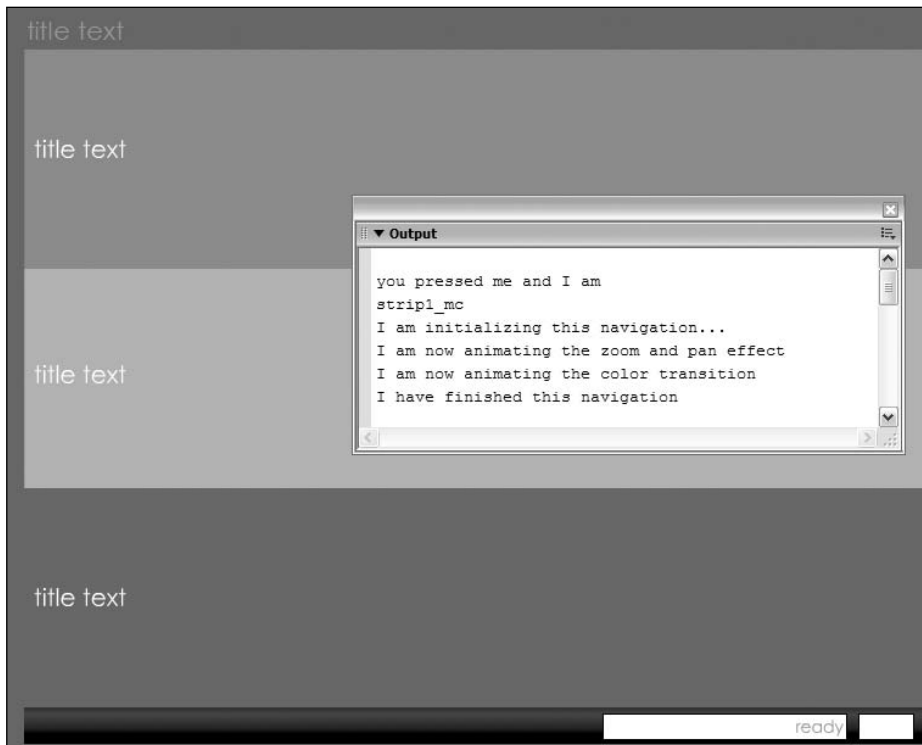 title text
title text
Output
you pressed me and I am
strip1_mc
I am initializing this navigation...
I am now animating the zoom and pan effect
I am now animating the color transition
I have finished this navigation
title text
title text
ready